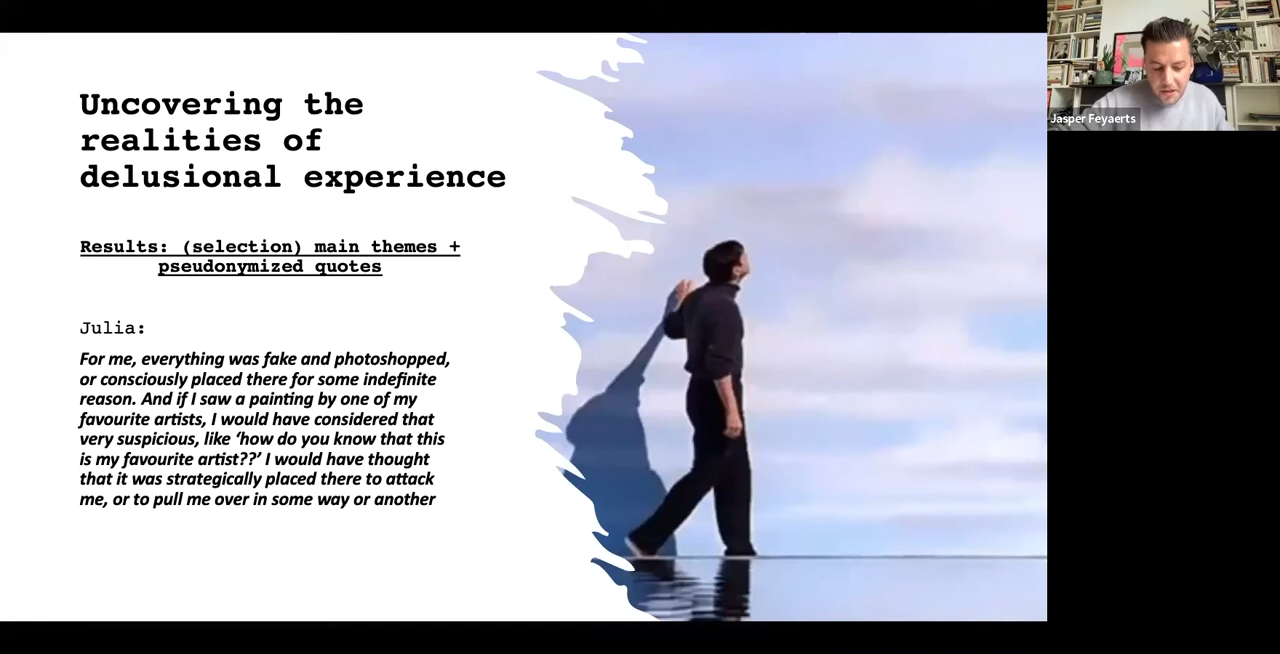 Uncovering the
realities of
delusional experience
Results: (selection) main themes +
pseudonymized quotes
Julia:
For me, everything was fake and photoshopped,
or consciously placed there for some indefinite
reason. And if I saw a painting by one of my
favourite artists, I would have considered that
very suspicious, like ‘how do you know that this
is my favourite artist??’ I would have thought
that it was strategically placed there to attack
me, or to pull me over in some way or another
Jasper Feyaerts